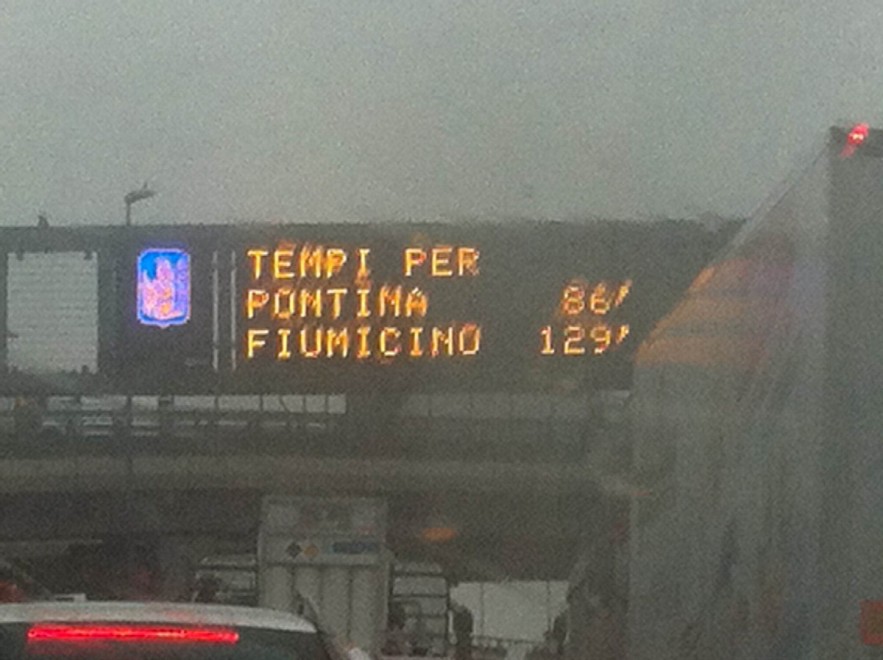 TEMPI PER
PONTINA 86'
FIUMICINO 129'